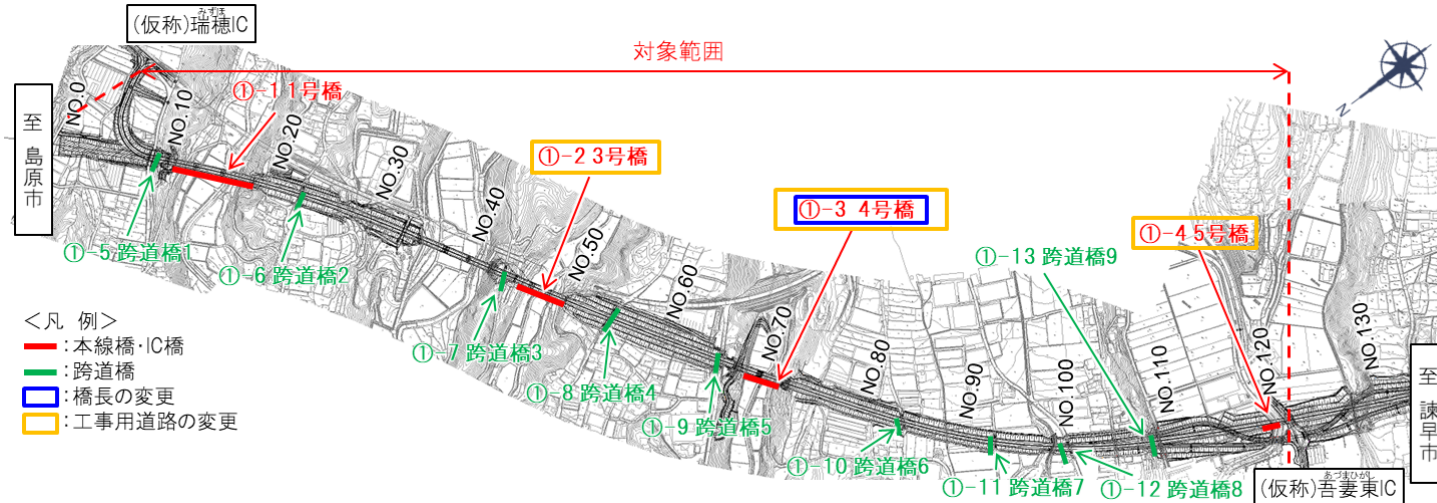 みずほ
(仮称)瑞穂IC
対象範囲
N
至 島原市
NO.0
NO.10
①-1 1号橋
NO.20
NO.30
①-2 3号橋
NO.40
NO.50
①-3 4号橋
NO.60
NO.70
①-4 5号橋
①-5 跨道橋1
①-6 跨道橋2
①-13 跨道橋9
NO.80
NO.90
NO.100
NO.110
NO.120
NO.130
<凡 例>
:本線橋・IC橋
:跨道橋
:橋長の変更
:工事用道路の変更
①-7 跨道橋3
①-8 跨道橋4
①-9 跨道橋5
①-10 跨道橋6
①-11 跨道橋7
①-12 跨道橋8
至 諫早市
あづまひがし
(仮称)吾妻東IC